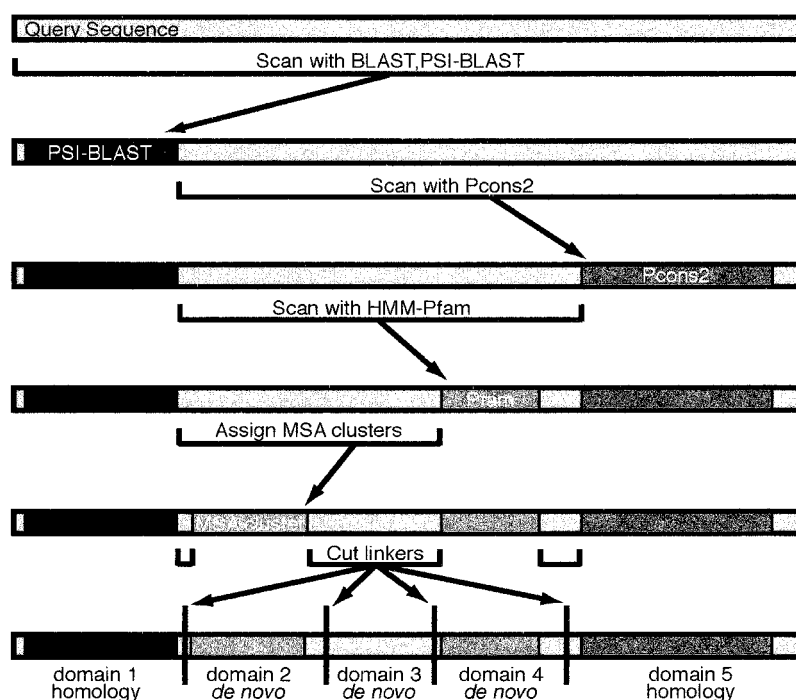 Query Sequence
Scan with BLAST,PSI-BLAST
PSI-BLAST
Scan with Pcons2
Pcons2
Scan with HMM-Pfam
Pfam
Assign MSA clusters
MSA cluster
Cut linkers
domain 1 domain 2 domain 3 domain 4 domain 5
homology de novo de novo de novo homology